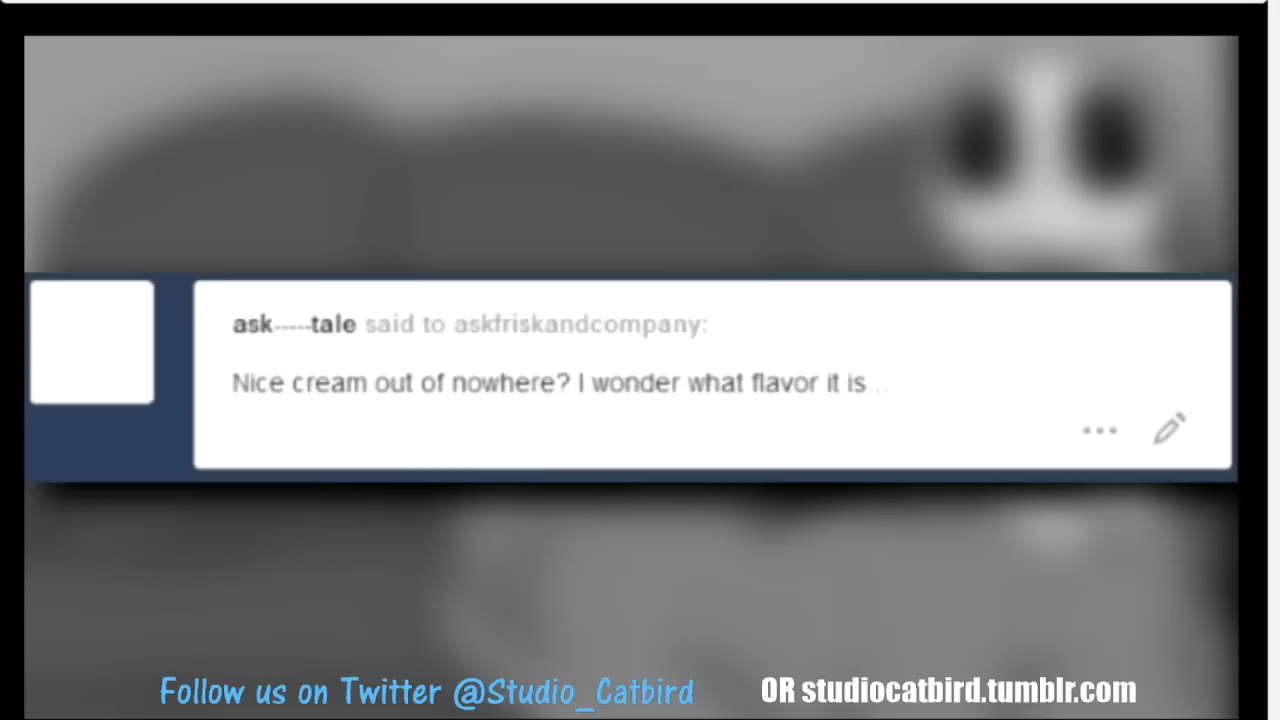 ask-----tale said to askfriskandcompany:
Nice cream out of nowhere? I wonder what flavor it is...
Follow us on Twitter @Studio_Catbird OR studiocatbird.tumblr.com